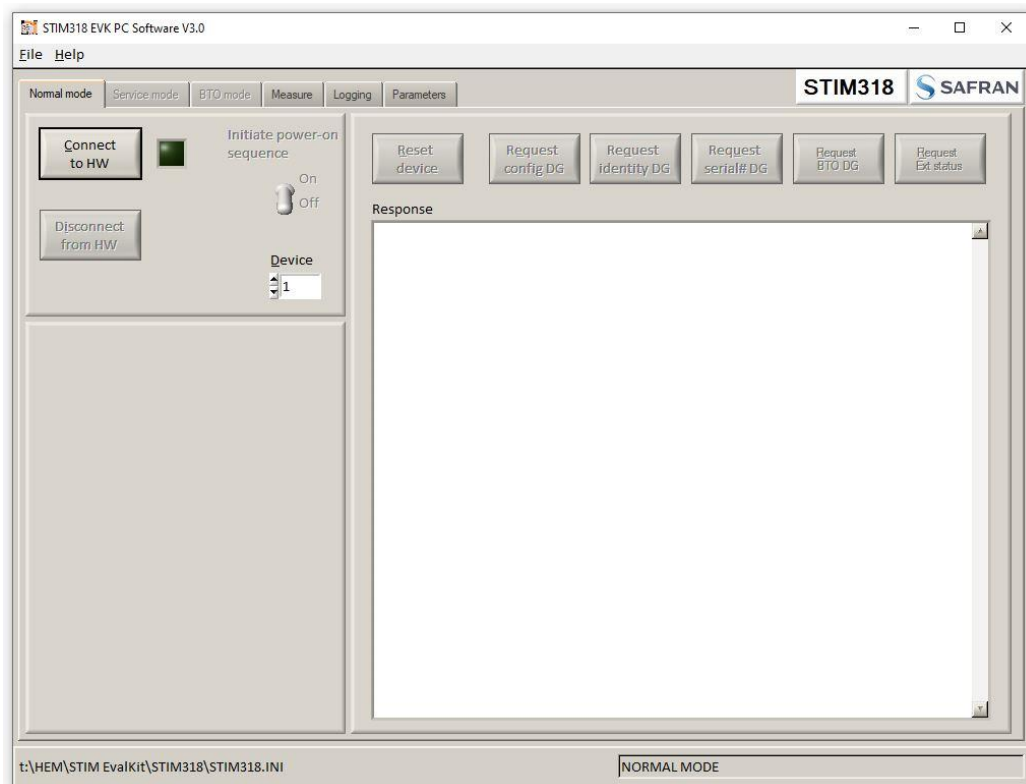 STIM318 EVK PC Software V3.0
File Help
Normal mode Service mode BTO mode Measure Logging Parameters
STIM318 SAFRAN
Connect
to HW
Initiate power-on
sequence
On
Off
Disconnect
from HW
Device
1
Reset
device
Request
config DG
Request
identity DG
Request
serial# DG
Request
BTO DG
Request
Ext status
Response
t:\HEM\STIM EvalKit\STIM318\STIM318.INI
NORMAL MODE